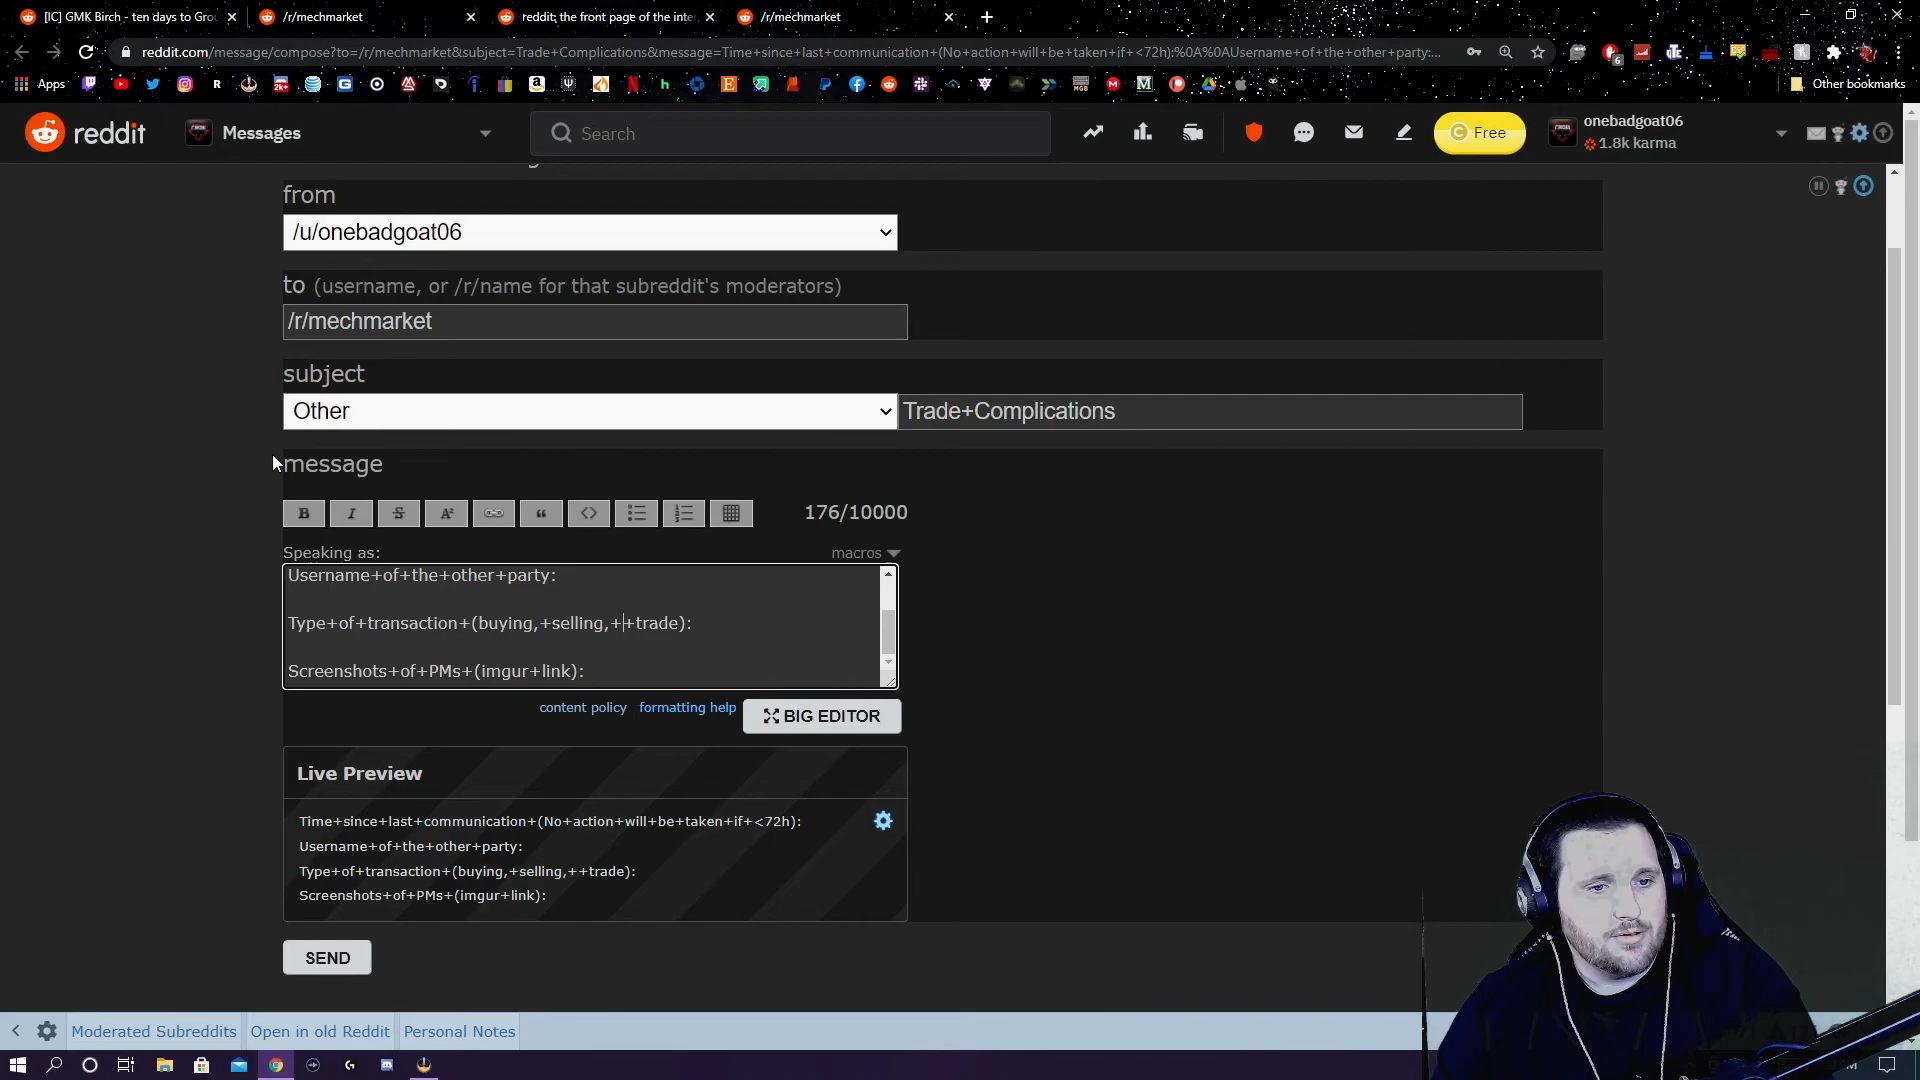 [IC] GMK Birch - ten days to Grou
/r/mechmarket
reddit: the front page of the inte
/r/mechmarket
reddit.com/message/compose?to=/r/mechmarket&subject=Trade+Complications&message=Time+since+last+communication+(No+action+will+be+taken+if+<72h):%0A%0AUsername+of+the+other+party:...
6
Apps
2k+
MGB
Other bookmarks
reddit
Messages
Search
Free
onebadgoat06
1.8k karma
from
/u/onebadgoat06
to (username, or /r/name for that subreddit's moderators)
/r/mechmarket
subject
Other
Trade+Complications
message
176/10000
Speaking as:
macros
Username+of+the+other+party:
Type+of+transaction+(buying,+selling,++trade):
Screenshots+of+PMs+(imgur+link):
content policy
formatting help
BIG EDITOR
Live Preview
Time+since+last+communication+(No+action+will+be+taken+if+<72h):
Username+of+the+other+party:
Type+of+transaction+(buying,+selling,++trade):
Screenshots+of+PMs+(imgur+link):
SEND
Moderated Subreddits
Open in old Reddit
Personal Notes